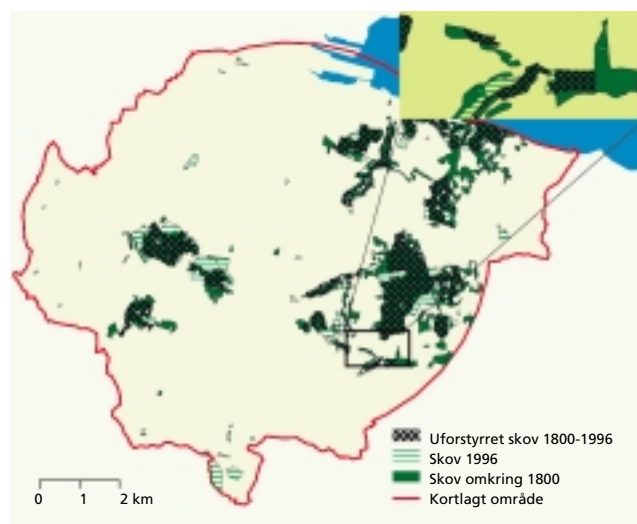 Uforstyrret skov 1800-1996
Skov 1996
Skov omkring 1800
Kortlagt område
0 1 2 km